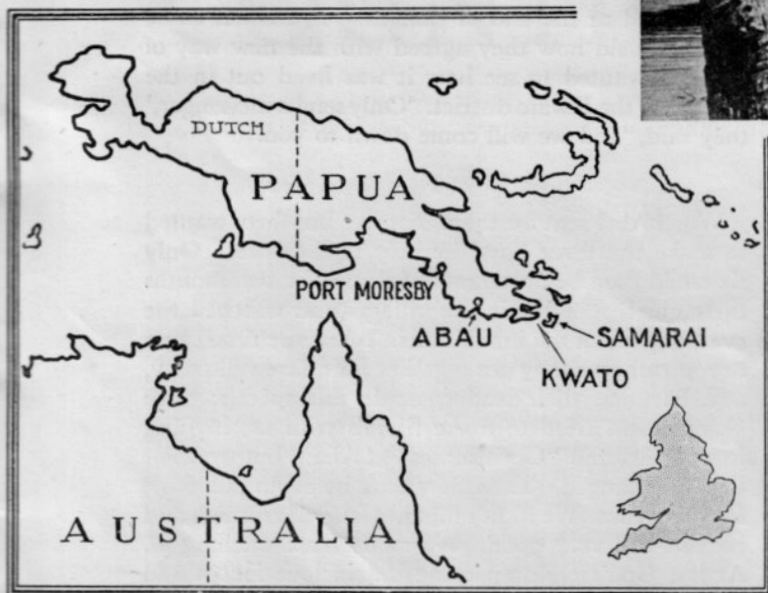 DUTCH
PAPUA
PORT MORESBY
ABAU
SAMARAI
KWATO
AUSTRALIA